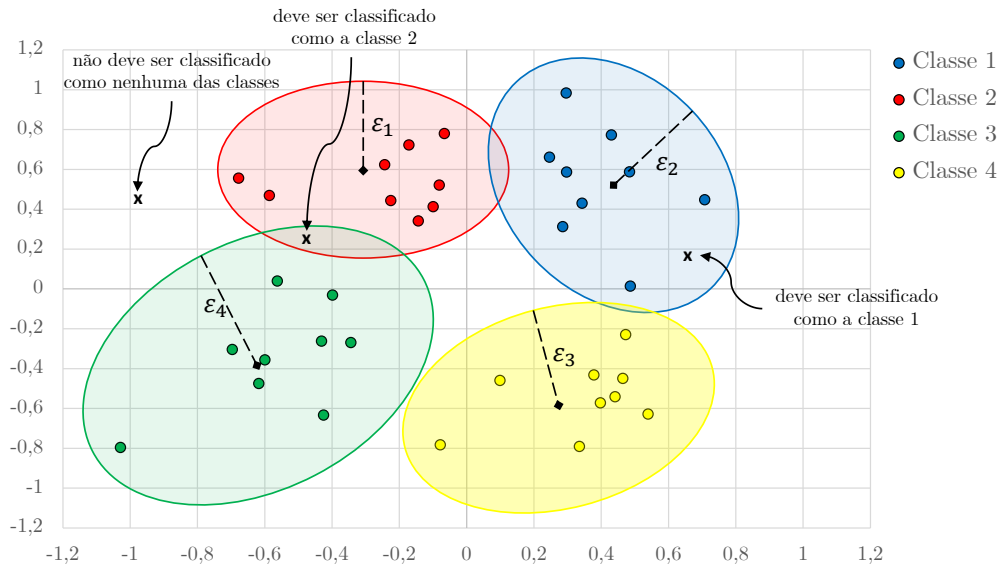 deve ser classificado
como a classe 2
não deve ser classificado
como nenhuma das classes
1,2
1
0,8
0,6
0,4
0,2
0
-0,2
-0,4
-0,6
-0,8
-1
-1,2
ε1
ε2
ε4
ε3
x
x
x
deve ser classificado
como a classe 1
-1,2 -1 -0,8 -0,6 -0,4 -0,2 0 0,2 0,4 0,6 0,8 1 1,2
Classe 1
Classe 2
Classe 3
Classe 4